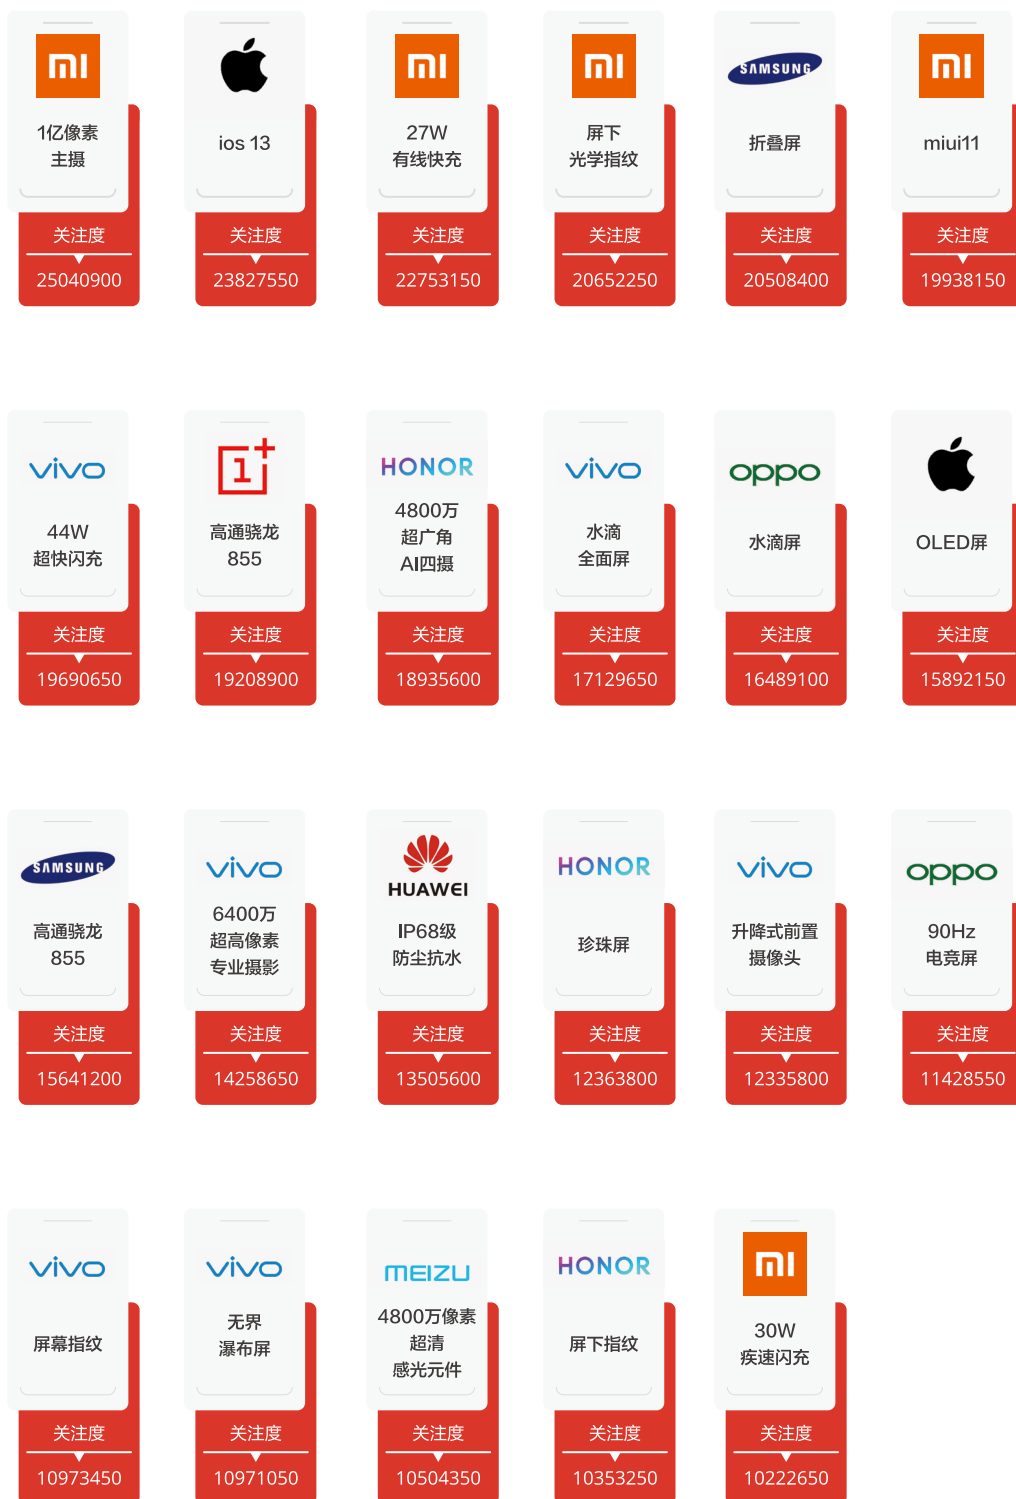 mi
1亿像素
主摄
关注度
25040900
ios 13
关注度
23827550
mi
27W
有线快充
关注度
22753150
mi
屏下
光学指纹
关注度
20652250
SAMSUNG
折叠屏
关注度
20508400
mi
miui11
关注度
19938150
vivo
44W
超快闪充
关注度
19690650
1+
高通骁龙
855
关注度
19208900
HONOR
4800万
超广角
AI四摄
关注度
18935600
vivo
水滴
全面屏
关注度
17129650
oppo
水滴屏
关注度
16489100
OLED屏
关注度
15892150
SAMSUNG
高通骁龙
855
关注度
15641200
vivo
6400万
超高像素
专业摄影
关注度
14258650
HUAWEI
IP68级
防尘抗水
关注度
13505600
HONOR
珍珠屏
关注度
12363800
vivo
升降式前置
摄像头
关注度
12335800
oppo
90Hz
电竞屏
关注度
11428550
vivo
屏幕指纹
关注度
10973450
vivo
无界
瀑布屏
关注度
10971050
MEIZU
4800万像素
超清
感光元件
关注度
10504350
HONOR
屏下指纹
关注度
10353250
mi
30W
疾速闪充
关注度
10222650